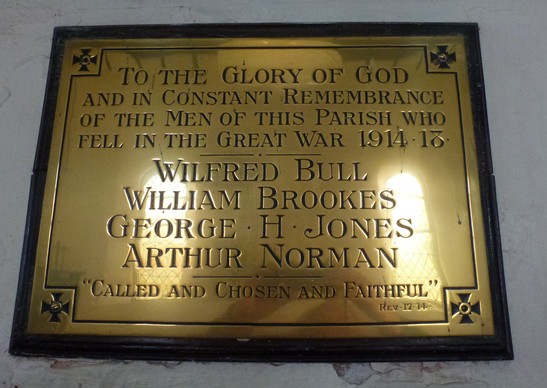 To the Glory of God
and in Constant Remembrance
of the Men of this Parish who
fell in the Great War 1914·18·
Wilfred Bull
William Brookes
George·H·Jones
Arthur Norman
"Called and Chosen and Faithful"
Rev·17·14·